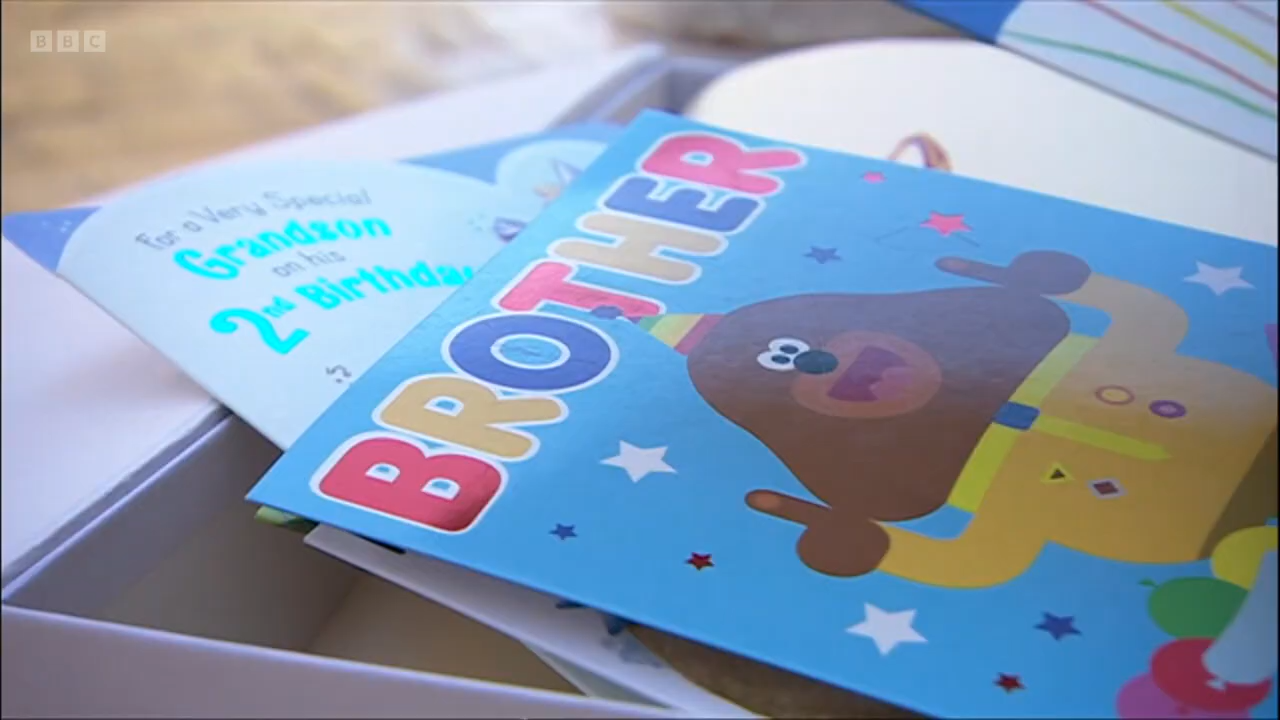 BBC
For a Very Special
Grandson
on his
2nd Birthday
BROTHER